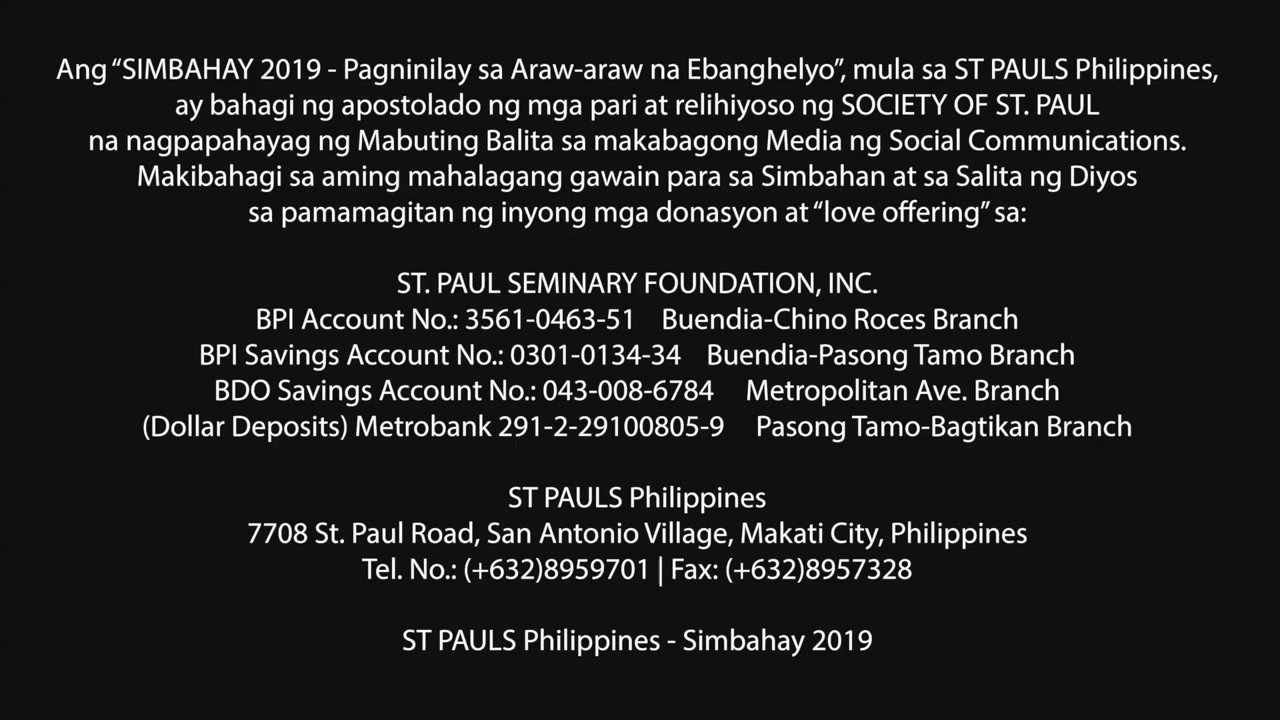 Ang “SIMBAHAY 2019 - Pagninilay sa Araw-araw na Ebanghelyo”, mula sa ST PAULS Philippines,
ay bahagi ng apostolado ng mga pari at relihiyoso ng SOCIETY OF ST. PAUL
na nagpapahayag ng Mabuting Balita sa makabagong Media ng Social Communications.
Makibahagi sa aming mahalagang gawain para sa Simbahan at sa Salita ng Diyos
sa pamamagitan ng inyong mga donasyon at “love offering” sa:
ST. PAUL SEMINARY FOUNDATION, INC.
BPI Account No.: 3561-0463-51 Buendia-Chino Roces Branch
BPI Savings Account No.: 0301-0134-34 Buendia-Pasong Tamo Branch
BDO Savings Account No.: 043-008-6784 Metropolitan Ave. Branch
(Dollar Deposits) Metrobank 291-2-29100805-9 Pasong Tamo-Bagtikan Branch
ST PAULS Philippines
7708 St. Paul Road, San Antonio Village, Makati City, Philippines
Tel. No.: (+632)8959701 | Fax: (+632)8957328
ST PAULS Philippines - Simbahay 2019